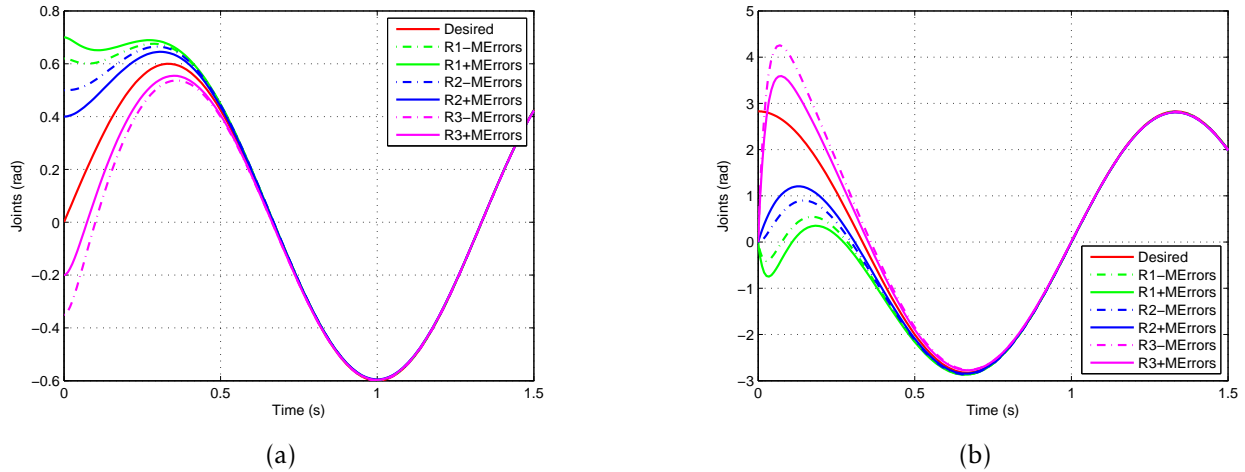 0.8
0.6
0.4
0.2
0
−0.2
−0.4
−0.6
0
0.5
1
1.5
Joints (rad)
Time (s)
Desired
R1−MErrors
R1+MErrors
R2−MErrors
R2+MErrors
R3−MErrors
R3+MErrors
(a)
5
4
3
2
1
0
−1
−2
−3
0
0.5
1
1.5
Joints (rad)
Time (s)
Desired
R1−MErrors
R1+MErrors
R2−MErrors
R2+MErrors
R3−MErrors
R3+MErrors
(b)